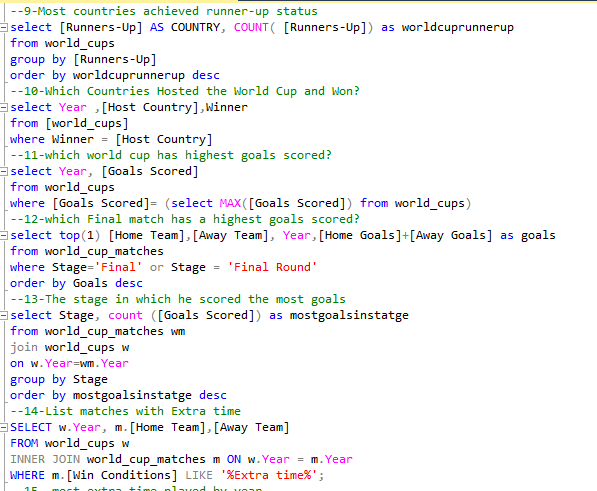 --9-Most countries achieved runner-up status
select [Runners-Up] AS COUNTRY, COUNT( [Runners-Up]) as worldcuprunnerup
from world_cups
group by [Runners-Up]
order by worldcuprunnerup desc
--10-Which Countries Hosted the World Cup and Won?
select Year ,[Host Country],Winner
from [world_cups]
where Winner = [Host Country]
--11-which world cup has highest goals scored?
select Year, [Goals Scored]
from world_cups
where [Goals Scored]= (select MAX([Goals Scored]) from world_cups)
--12-which Final match has a highest goals scored?
select top(1) [Home Team],[Away Team], Year,[Home Goals]+[Away Goals] as goals
from world_cup_matches
where Stage='Final' or Stage = 'Final Round'
order by Goals desc
--13-The stage in which he scored the most goals
select Stage, count ([Goals Scored]) as mostgoalsinstatge
from world_cup_matches wm
join world_cups w
on w.Year=wm.Year
group by Stage
order by mostgoalsinstatge desc
--14-List matches with Extra time
SELECT w.Year, m.[Home Team],[Away Team]
FROM world_cups w
INNER JOIN world_cup_matches m ON w.Year = m.Year
WHERE m.[Win Conditions] LIKE '%Extra time%';
--15- most extra time played by year